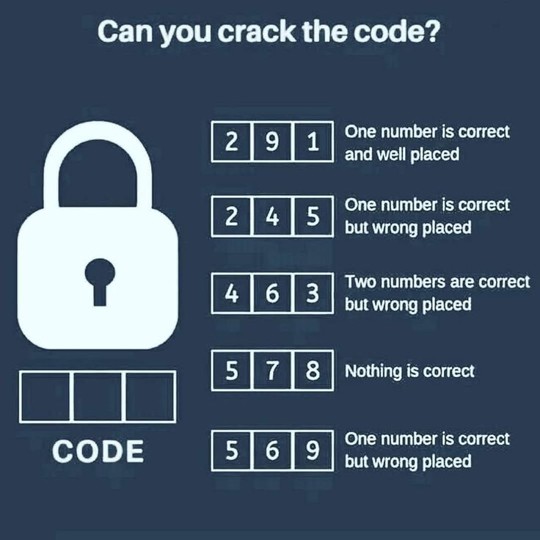 Can you crack the code?
2 9 1 One number is correct
and well placed
2 4 5 One number is correct
but wrong placed
4 6 3 Two numbers are correct
but wrong placed
5 7 8 Nothing is correct
5 6 9 One number is correct
but wrong placed
CODE